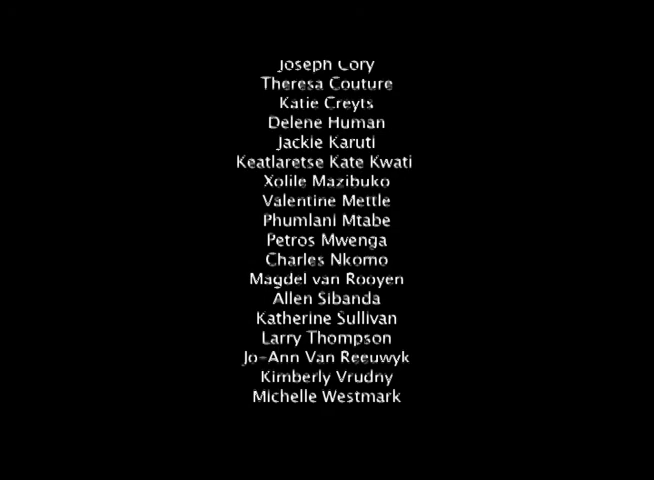 Joseph Cory
Theresa Couture
Katie Creyts
Delene Human
Jackie Karuti
Keatlaretse Kate Kwati
Xolile Mazibuko
Valentine Mettle
Phumlani Mtabe
Petros Mwenga
Charles Nkomo
Magdel van Rooyen
Allen Sibanda
Katherine Sullivan
Larry Thompson
Jo-Ann Van Reeuwyk
Kimberly Vrudny
Michelle Westmark